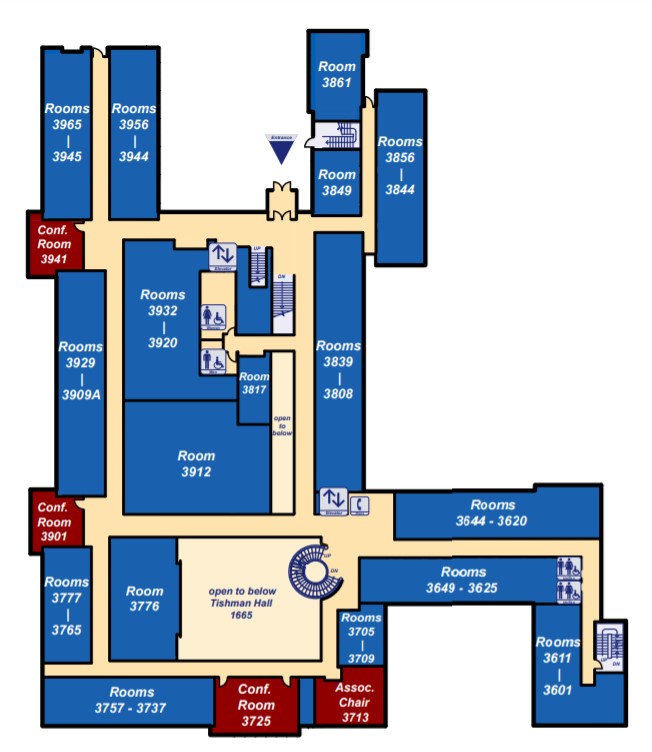 Room
3861
Rooms
3965
|
3945
Rooms
3956
|
3944
Entrance
Rooms
3856
|
3844
Room
3849
Conf.
Room
3941
UP
Elevator
DN
Rooms
3932
|
3920
Women
Men
Rooms
3929
|
3909A
Rooms
3839
|
3808
Room
3817
open
to
below
Room
3912
Conf.
Room
3901
Elevator
Rooms
3644 - 3620
UP
DN
Rooms
3777
|
3765
Room
3776
open to below
Tishman Hall
1665
Rooms
3649 - 3625
Rooms
3705
|
3709
Rooms
3611
|
3601
UP
DN
Rooms
3757 - 3737
Conf.
Room
3725
Assoc.
Chair
3713